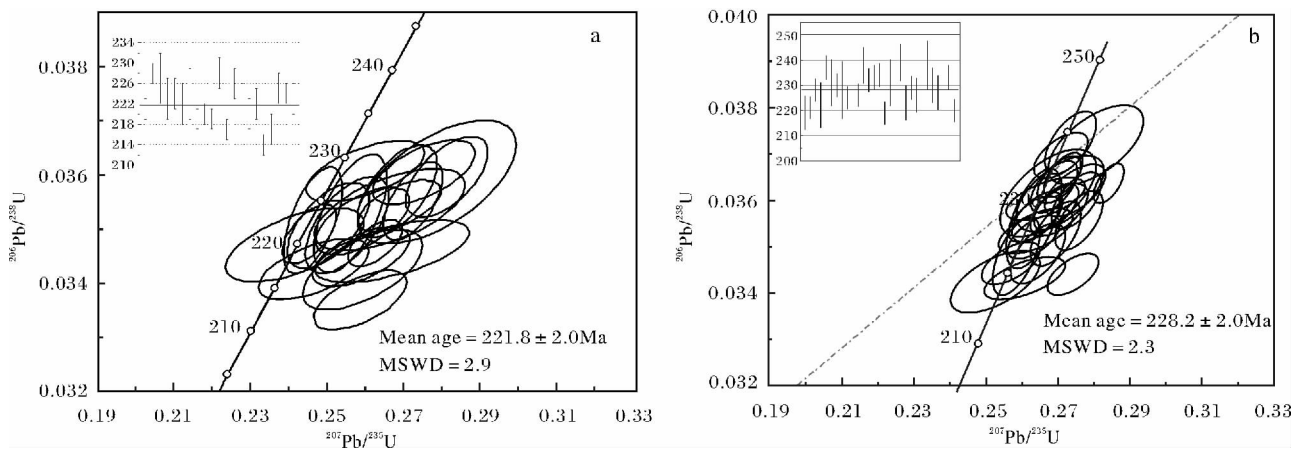 a
234
230
226
222
218
214
210
0.038
0.036
0.034
0.032
²⁰⁶Pb/²³⁸U
240
230
220
210
Mean age = 221.8 ± 2.0Ma
MSWD = 2.9
0.19 0.21 0.23 0.25 0.27 0.29 0.31 0.33
²⁰⁷Pb/²³⁵U
b
250
240
230
220
210
200
0.040
0.038
0.036
0.034
0.032
²⁰⁶Pb/²³⁸U
250
210
Mean age = 228.2 ± 2.0Ma
MSWD = 2.3
0.19 0.21 0.23 0.25 0.27 0.29 0.31 0.33
²⁰⁷Pb/²³⁵U